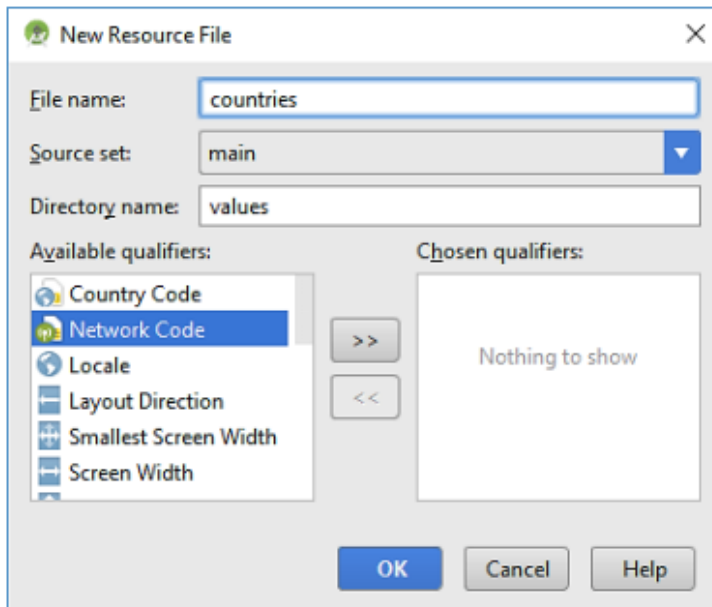 New Resource File
File name: countries
Source set: main
Directory name: values
Available qualifiers:
Country Code
Network Code
Locale
Layout Direction
Smallest Screen Width
Screen Width
>>
<<
Chosen qualifiers:
Nothing to show
OK Cancel Help